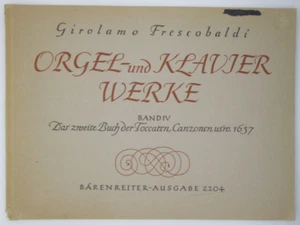 Girolamo Frescobaldi
ORGEL- und KLAVIER
WERKE
BAND IV
Das zweite Buch der Toccaten, Canzonen usw. 1637
BÄRENREITER-AUSGABE 2204